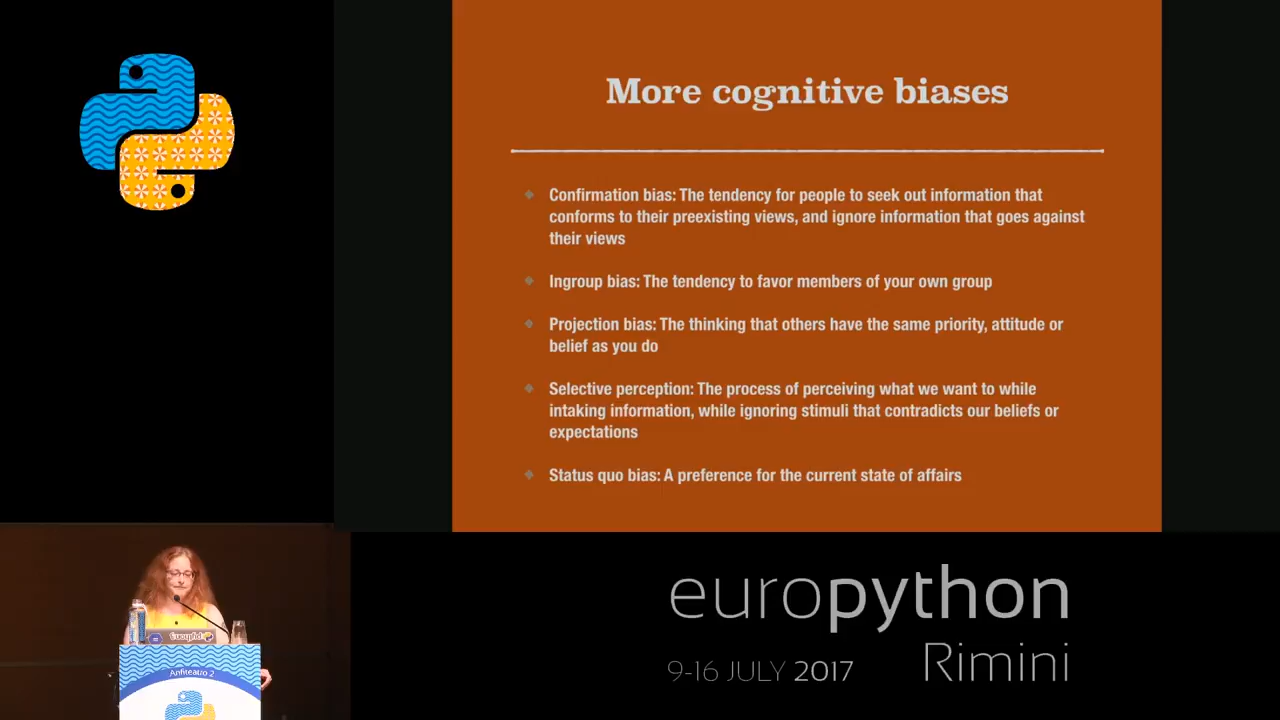 More cognitive biases
Confirmation bias: The tendency for people to seek out information that
conforms to their preexisting views, and ignore information that goes against
their views
Ingroup bias: The tendency to favor members of your own group
Projection bias: The thinking that others have the same priority, attitude or
belief as you do
Selective perception: The process of perceiving what we want to while
intaking information, while ignoring stimuli that contradicts our beliefs or
expectations
Status quo bias: A preference for the current state of affairs
europython
Rimini
9-16 JULY 2017
Anfiteatro 2